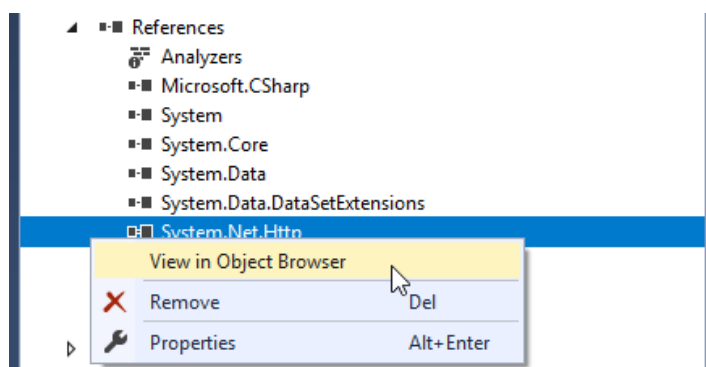 References
Analyzers
Microsoft.CSharp
System
System.Core
System.Data
System.Data.DataSetExtensions
System.Net.Http
View in Object Browser
Remove Del
Properties Alt+Enter